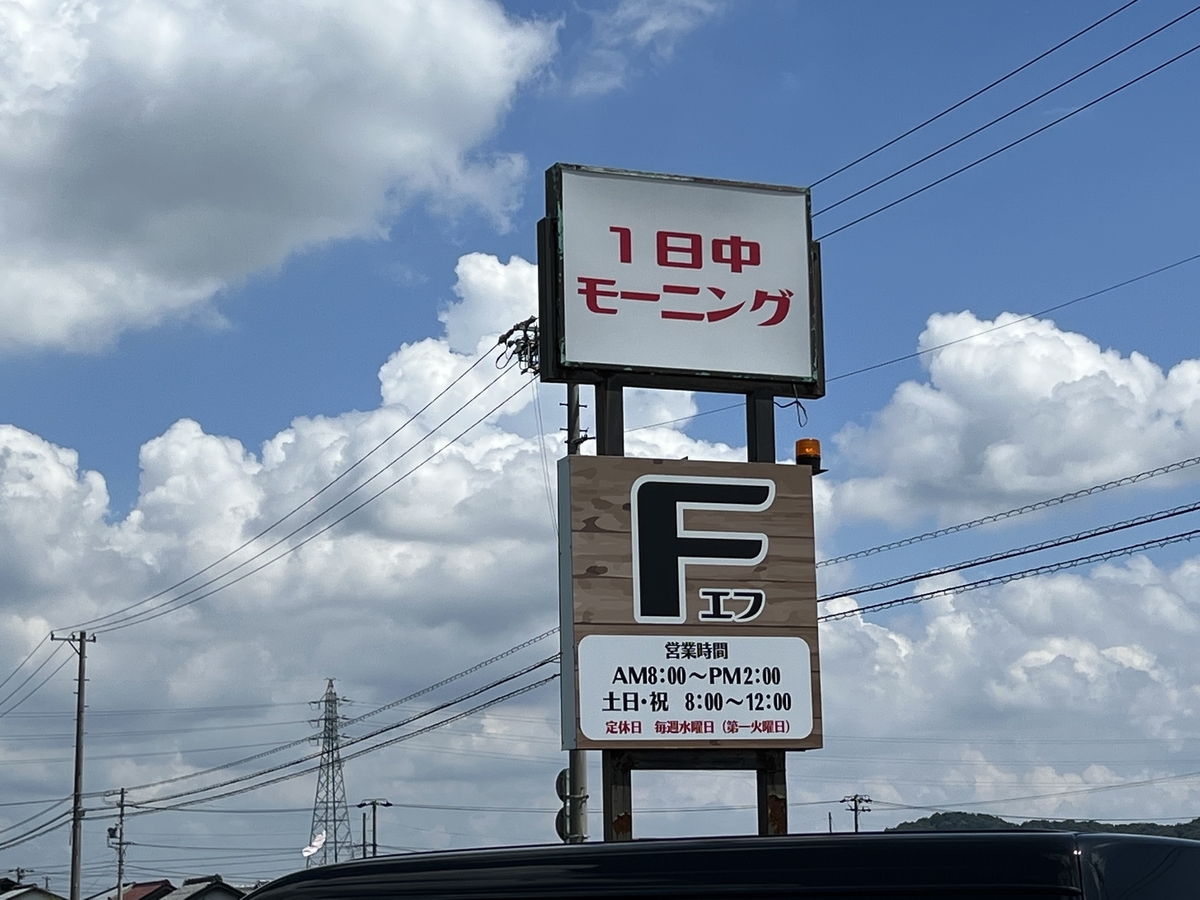 1日中
モーニング
F
エフ
営業時間
AM8:00～PM2:00
土日・祝 8:00～12:00
定休日 毎週水曜日（第一火曜日）